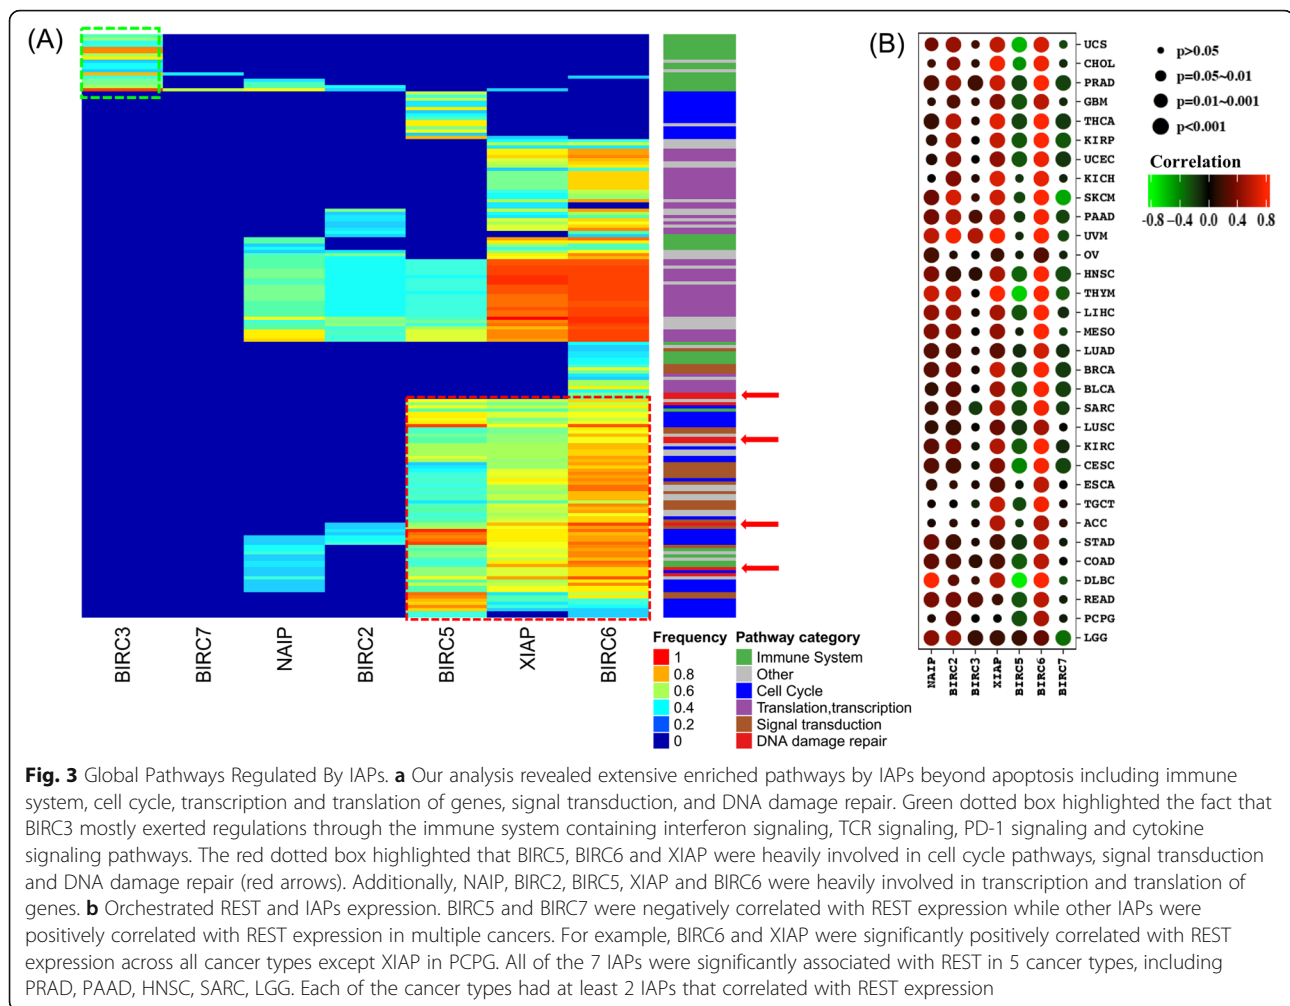 (A)
BIRC3
BIRC7
NAIP
BIRC2
BIRC5
XIAP
BIRC6
Frequency
1
0.8
0.6
0.4
0.2
0
Pathway category
Immune System
Other
Cell Cycle
Translation,transcription
Signal transduction
DNA damage repair
(B)
UCS
CHOL
PRAD
GBM
THCA
KIRP
UCEC
KICH
SKCM
PAAD
UVM
OV
HNSC
THYM
LIHC
MESO
LUAD
BRCA
BLCA
SARC
LUSC
KIRC
CESC
ESCA
TGCT
ACC
STAD
COAD
DLBC
READ
PCPG
LGG
NAIP
BIRC2
BIRC3
XIAP
BIRC5
BIRC6
BIRC7
p>0.05
p=0.05~0.01
p=0.01~0.001
p<0.001
Correlation
-0.8 -0.4 0.0 0.4 0.8
Fig. 3 Global Pathways Regulated By IAPs. a Our analysis revealed extensive enriched pathways by IAPs beyond apoptosis including immune
system, cell cycle, transcription and translation of genes, signal transduction, and DNA damage repair. Green dotted box highlighted the fact that
BIRC3 mostly exerted regulations through the immune system containing interferon signaling, TCR signaling, PD-1 signaling and cytokine
signaling pathways. The red dotted box highlighted that BIRC5, BIRC6 and XIAP were heavily involved in cell cycle pathways, signal transduction
and DNA damage repair (red arrows). Additionally, NAIP, BIRC2, BIRC5, XIAP and BIRC6 were heavily involved in transcription and translation of
genes. b Orchestrated REST and IAPs expression. BIRC5 and BIRC7 were negatively correlated with REST expression while other IAPs were
positively correlated with REST expression in multiple cancers. For example, BIRC6 and XIAP were significantly positively correlated with REST
expression across all cancer types except XIAP in PCPG. All of the 7 IAPs were significantly associated with REST in 5 cancer types, including
PRAD, PAAD, HNSC, SARC, LGG. Each of the cancer types had at least 2 IAPs that correlated with REST expression